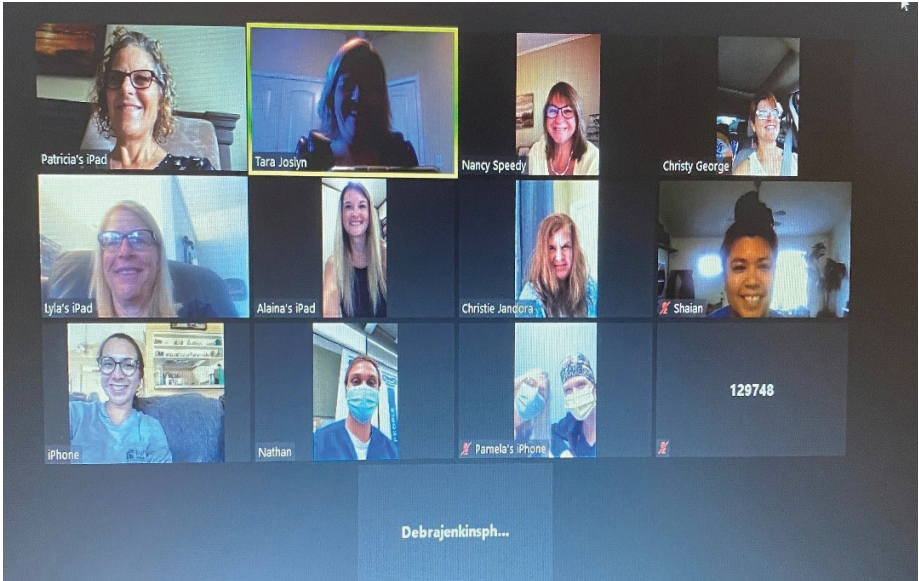 Patricia's iPad
Tara Joslyn
Nancy Speedy
Christy George
Lyla's iPad
Alaina's iPad
Christie Jandora
Shaian
iPhone
Nathan
Pamela's iPhone
129748
Debrajenkinsph...